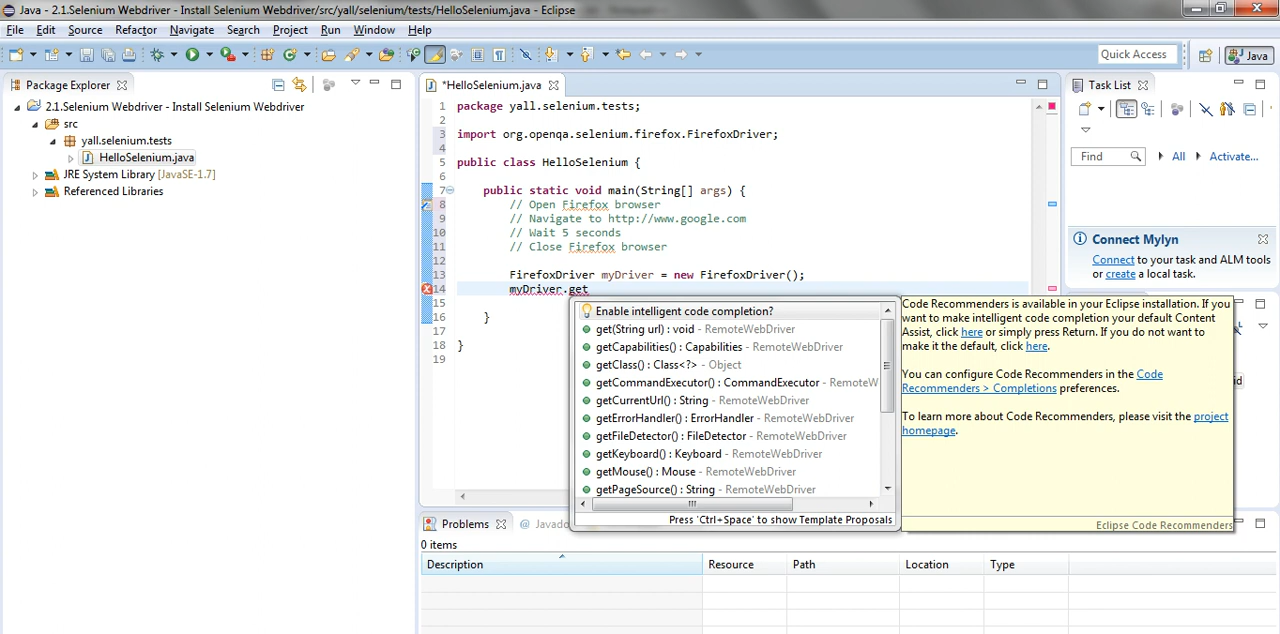 Java - 2.1.Selenium Webdriver - Install Selenium Webdriver/src/yall/selenium/tests/HelloSelenium.java - Eclipse
File Edit Source Refactor Navigate Search Project Run Window Help
Quick Access
Java
Package Explorer
2.1.Selenium Webdriver - Install Selenium Webdriver
src
yall.selenium.tests
HelloSelenium.java
JRE System Library [JavaSE-1.7]
Referenced Libraries
*HelloSelenium.java
1 package yall.selenium.tests;
2
3 import org.openqa.selenium.firefox.FirefoxDriver;
4
5 public class HelloSelenium {
6
7 public static void main(String[] args) {
8 // Open Firefox browser
9 // Navigate to http://www.google.com
10 // Wait 5 seconds
11 // Close Firefox browser
12
13 FirefoxDriver myDriver = new FirefoxDriver();
14 myDriver.get
15
16 }
17
18 }
19
Enable intelligent code completion?
get(String url) : void - RemoteWebDriver
getCapabilities() : Capabilities - RemoteWebDriver
getClass() : Class<?> - Object
getCommandExecutor() : CommandExecutor - RemoteW
getCurrentUrl() : String - RemoteWebDriver
getErrorHandler() : ErrorHandler - RemoteWebDriver
getFileDetector() : FileDetector - RemoteWebDriver
getKeyboard() : Keyboard - RemoteWebDriver
getMouse() : Mouse - RemoteWebDriver
getPageSource() : String - RemoteWebDriver
Press 'Ctrl+Space' to show Template Proposals
Code Recommenders is available in your Eclipse installation. If you
want to make intelligent code completion your default Content
Assist, click here or simply press Return. If you do not want to
make it the default, click here.
You can configure Code Recommenders in the Code
Recommenders > Completions preferences.
To learn more about Code Recommenders, please visit the project
homepage.
Eclipse Code Recommenders
Task List
Find All Activate...
Connect Mylyn
Connect to your task and ALM tools
or create a local task.
id
Problems @ Javado
0 items
Description Resource Path Location Type